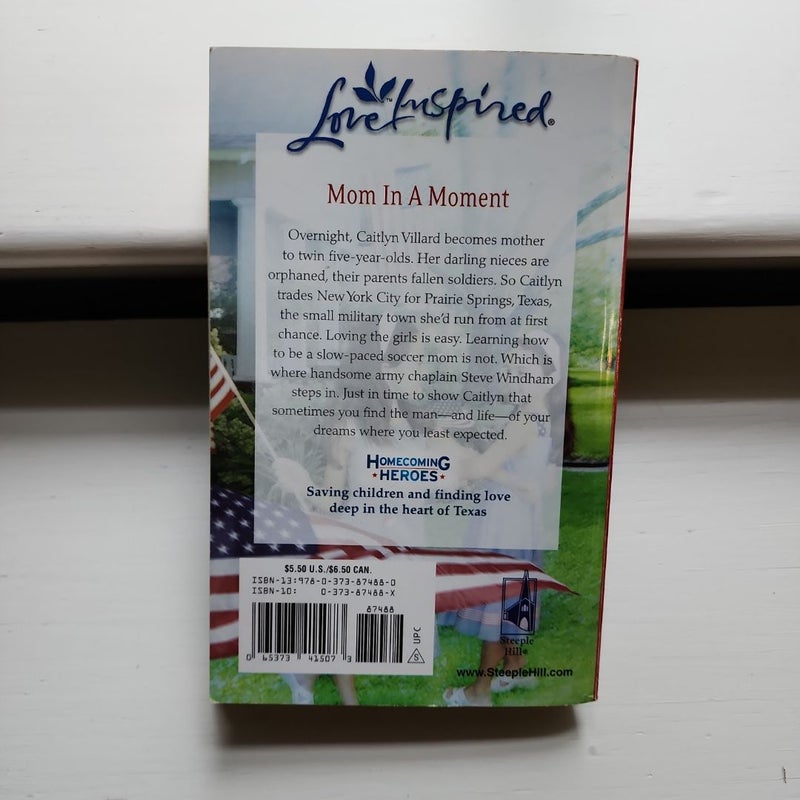 Love Inspired®
Mom In A Moment
Overnight, Caitlyn Villard becomes mother
to twin five-year-olds. Her darling nieces are
orphaned, their parents fallen soldiers. So Caitlyn
trades New York City for Prairie Springs, Texas,
the small military town she'd run from at first
chance. Loving the girls is easy. Learning how
to be a slow-paced soccer mom is not. Which is
where handsome army chaplain Steve Windham
steps in. Just in time to show Caitlyn that
sometimes you find the man—and life—of your
dreams where you least expected.
HOMECOMING
HEROES
Saving children and finding love
deep in the heart of Texas
$5.50 U.S./$6.50 CAN.
ISBN-13:978-0-373-87488-0
ISBN-10: 0-373-87488-X
87488
UPC
S
0 65373 41507 3
Steeple
Hill®
www.SteepleHill.com